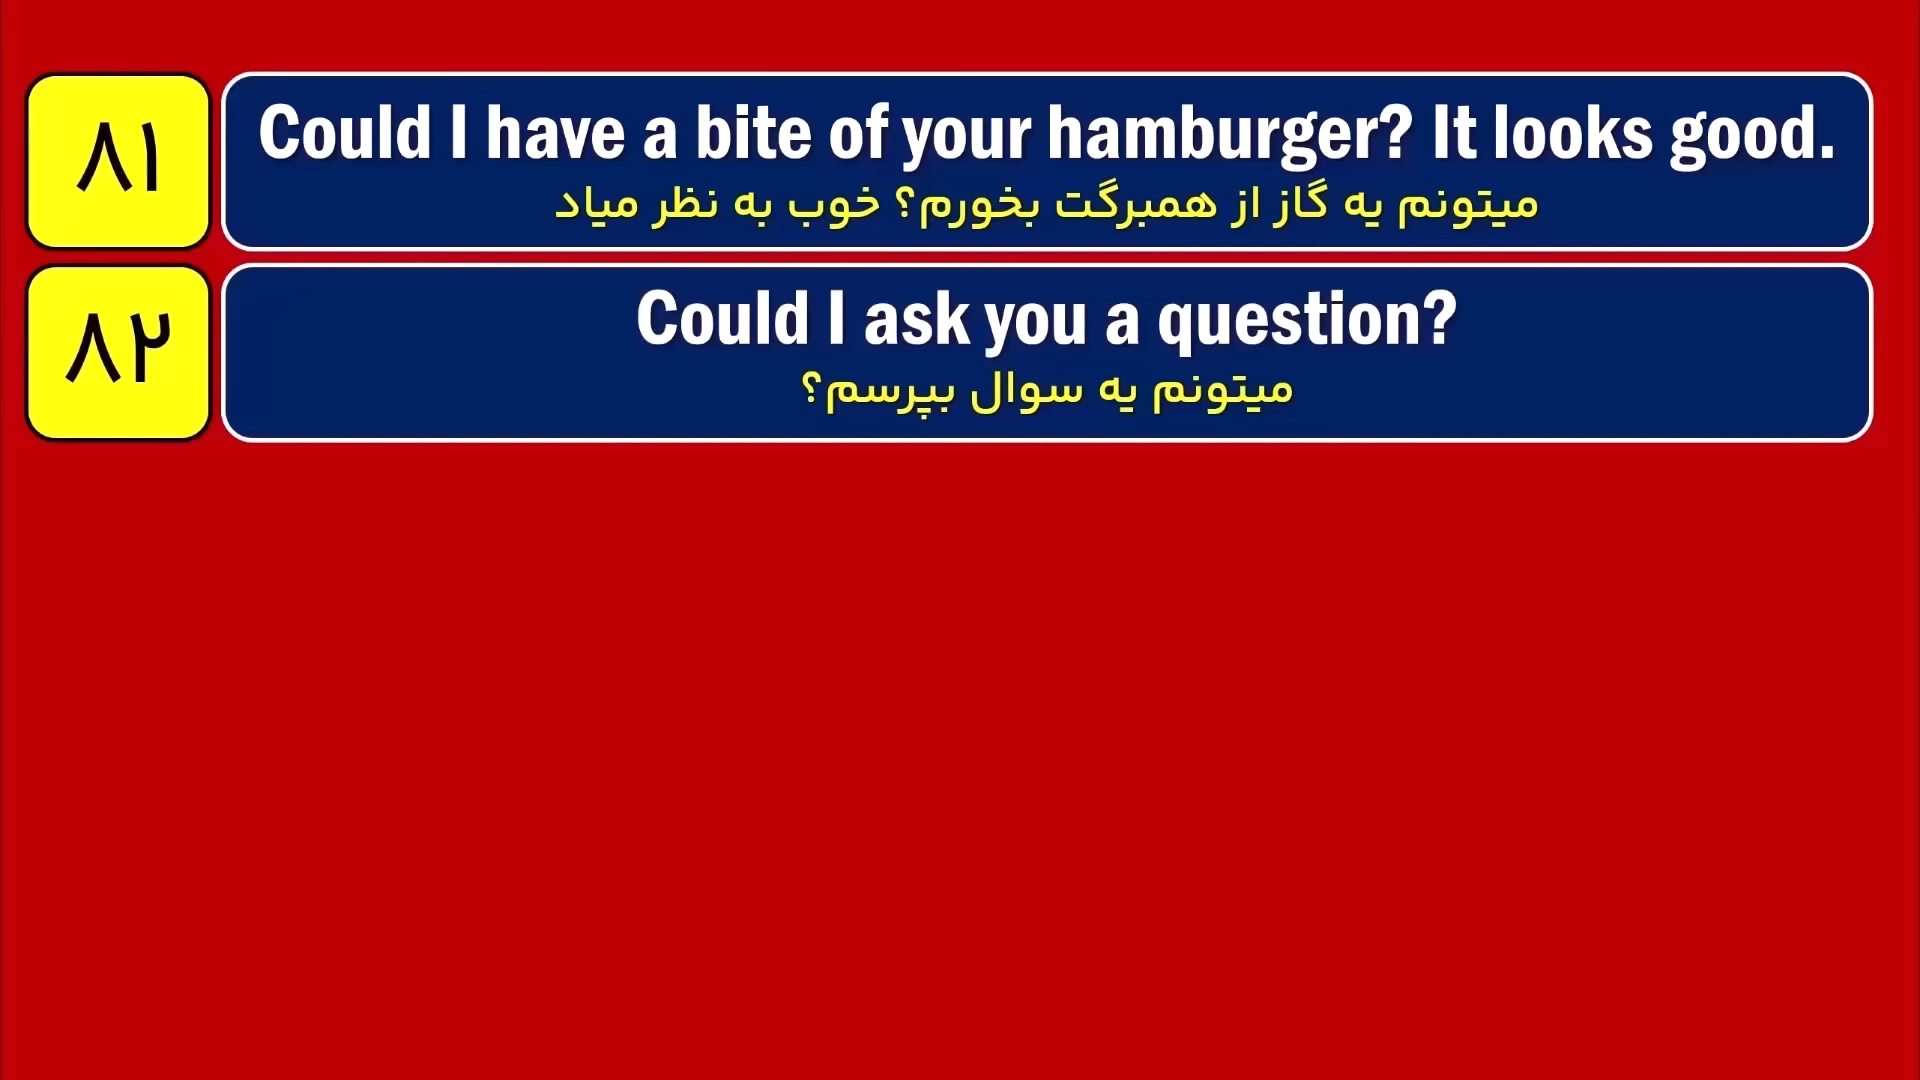 ۸۱
Could I have a bite of your hamburger? It looks good.
میتونم یه گاز از همبرگت بخورم؟ خوب به نظر میاد
۸۲
Could I ask you a question?
میتونم یه سوال بپرسم؟